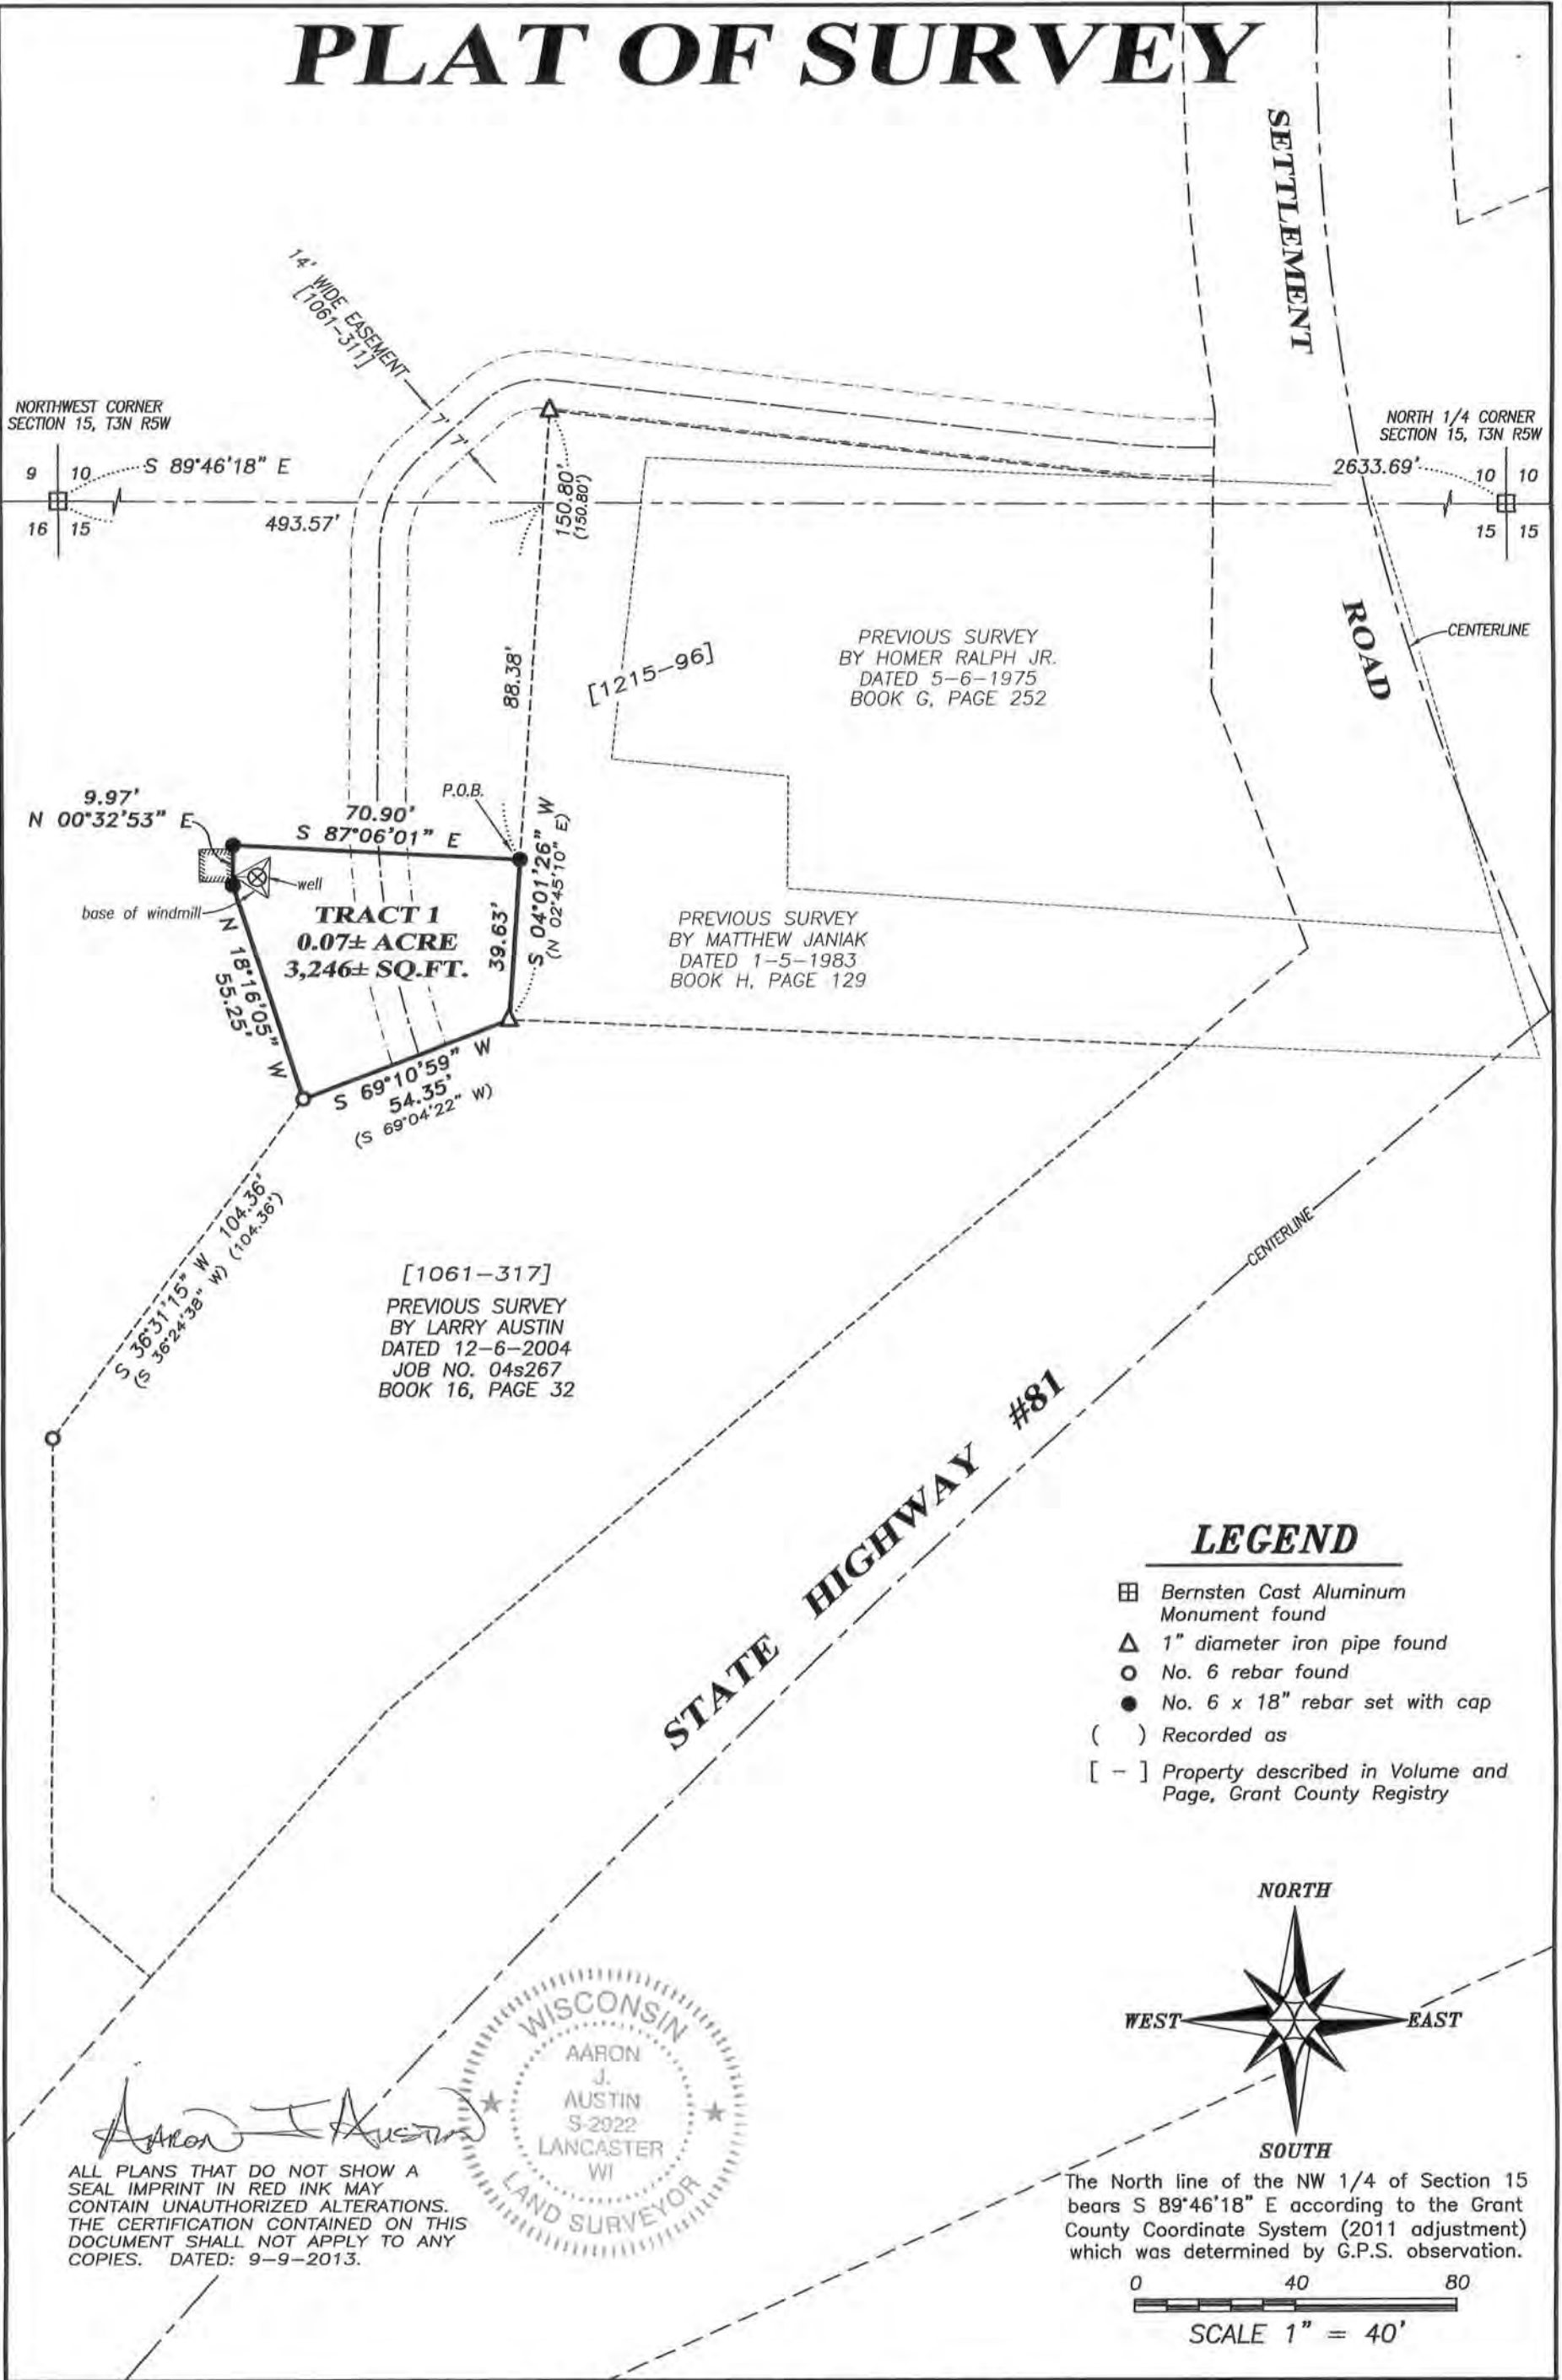 PLAT OF SURVEY
SETTLEMENT
14' WIDE EASEMENT
[1061-311]
7'
7'
NORTHWEST CORNER
SECTION 15, T3N R5W
9 10
16 15
S 89°46'18" E
493.57'
NORTH 1/4 CORNER
SECTION 15, T3N R5W
2633.69'
10 10
15 15
150.80'
(150.80')
ROAD
CENTERLINE
88.38'
[1215-96]
PREVIOUS SURVEY
BY HOMER RALPH JR.
DATED 5-6-1975
BOOK G, PAGE 252
9.97'
N 00°32'53" E
70.90'
S 87°06'01" E
P.O.B.
S 04°01'26" W
(N 02°45'10" E)
39.63'
well
base of windmill
TRACT 1
0.07± ACRE
3,246± SQ.FT.
N 18°16'05" W
55.25'
PREVIOUS SURVEY
BY MATTHEW JANIAK
DATED 1-5-1983
BOOK H, PAGE 129
S 69°10'59" W
54.35'
(S 69°04'22" W)
S 36°31'15" W 104.36'
(S 36°24'38" W) (104.36')
[1061-317]
PREVIOUS SURVEY
BY LARRY AUSTIN
DATED 12-6-2004
JOB NO. 04s267
BOOK 16, PAGE 32
CENTERLINE
STATE HIGHWAY #81
LEGEND
Bernsten Cast Aluminum
Monument found
1" diameter iron pipe found
No. 6 rebar found
No. 6 x 18" rebar set with cap
( ) Recorded as
[ - ] Property described in Volume and
Page, Grant County Registry
NORTH
WEST
EAST
SOUTH
WISCONSIN
AARON
J.
AUSTIN
S-2922
LANCASTER
WI
LAND SURVEYOR
Aaron J Austin
ALL PLANS THAT DO NOT SHOW A
SEAL IMPRINT IN RED INK MAY
CONTAIN UNAUTHORIZED ALTERATIONS.
THE CERTIFICATION CONTAINED ON THIS
DOCUMENT SHALL NOT APPLY TO ANY
COPIES. DATED: 9-9-2013.
The North line of the NW 1/4 of Section 15
bears S 89°46'18" E according to the Grant
County Coordinate System (2011 adjustment)
which was determined by G.P.S. observation.
0 40 80
SCALE 1" = 40'